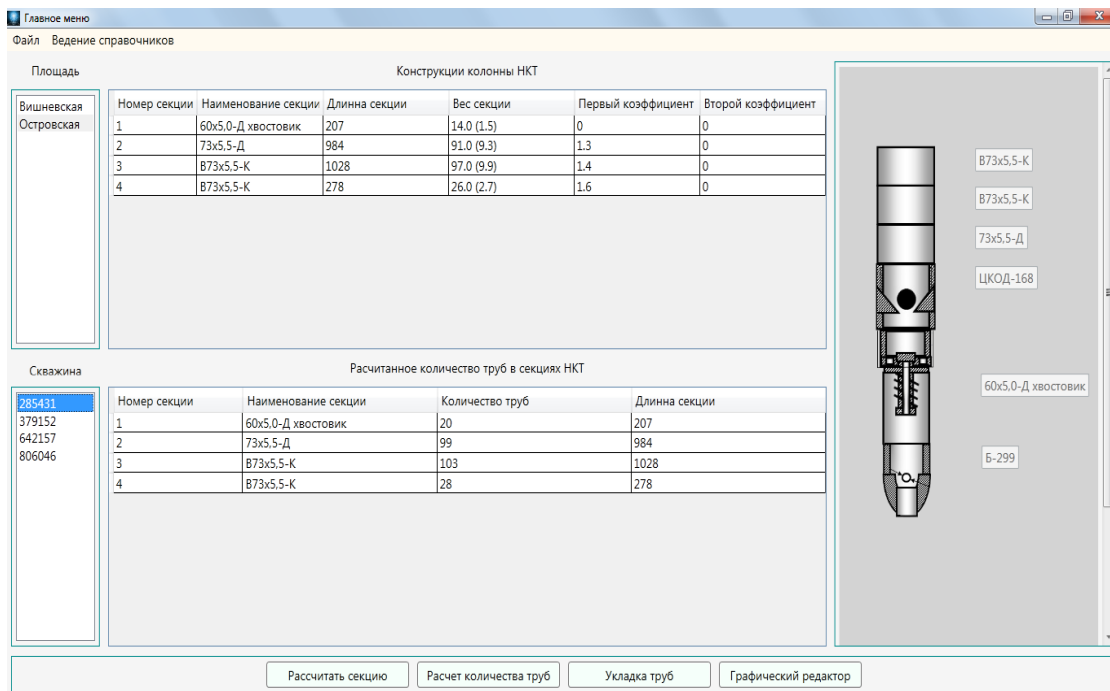 Главное меню
Файл Ведение справочников
Площадь
Вишневская
Островская
Конструкции колонны НКТ
Номер секции Наименование секции Длинна секции Вес секции Первый коэффициент Второй коэффициент
1 60х5,0-Д хвостовик 207 14.0 (1.5) 0 0
2 73х5,5-Д 984 91.0 (9.3) 1.3 0
3 В73х5,5-К 1028 97.0 (9.9) 1.4 0
4 В73х5,5-К 278 26.0 (2.7) 1.6 0
Скважина
285431
379152
642157
806046
Расчитанное количество труб в секциях НКТ
Номер секции Наименование секции Количество труб Длинна секции
1 60х5,0-Д хвостовик 20 207
2 73х5,5-Д 99 984
3 В73х5,5-К 103 1028
4 В73х5,5-К 28 278
В73х5,5-К
В73х5,5-К
73х5,5-Д
ЦКОД-168
60х5,0-Д хвостовик
Б-299
Рассчитать секцию Расчет количества труб Укладка труб Графический редактор